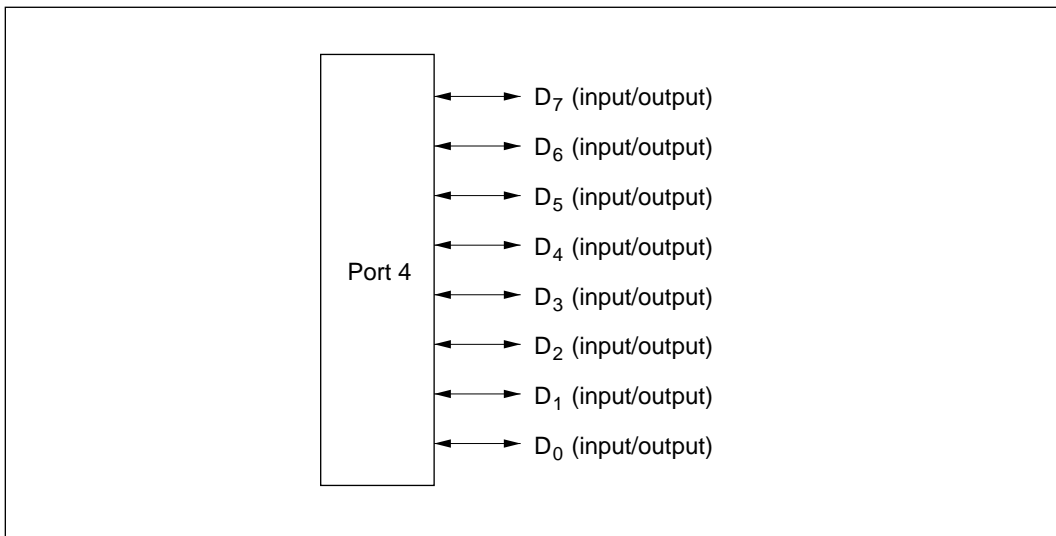 D7 (input/output)
D6 (input/output)
D5 (input/output)
D4 (input/output)
Port 4
D3 (input/output)
D2 (input/output)
D1 (input/output)
D0 (input/output)